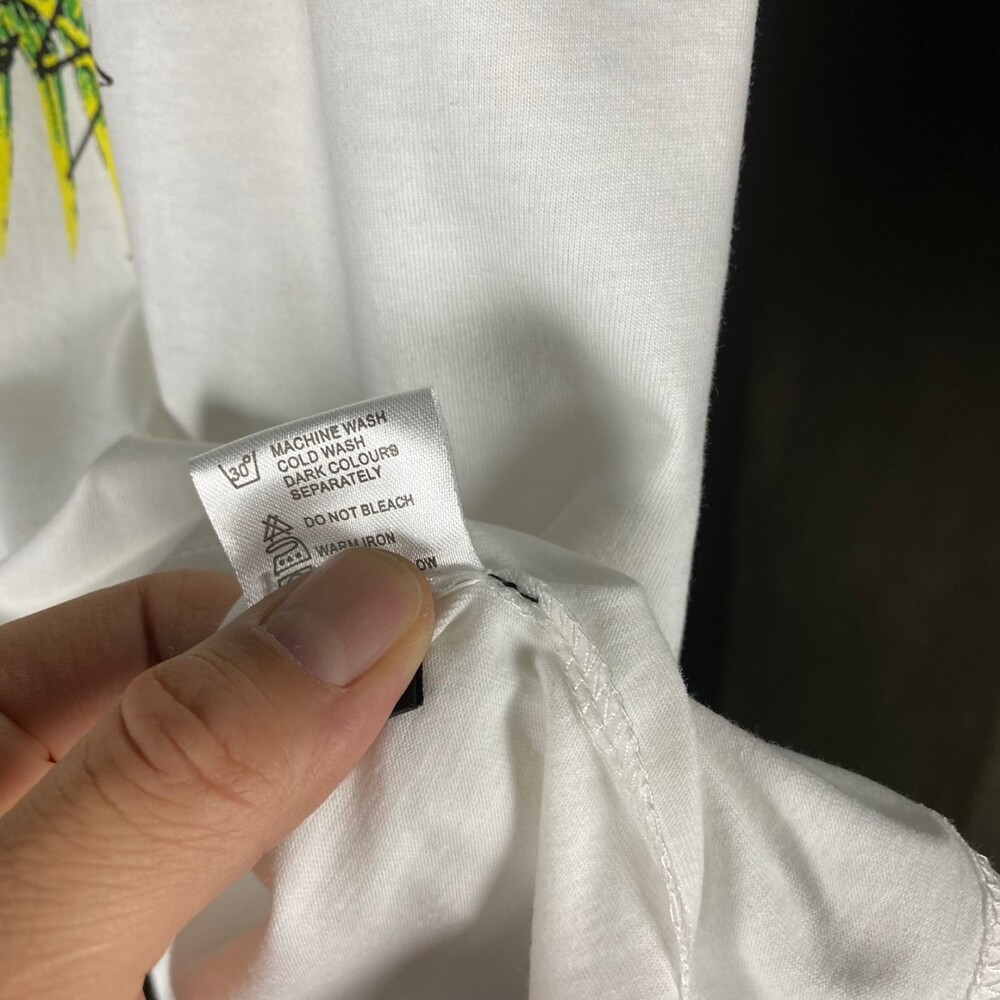 30°
MACHINE WASH
COLD WASH
DARK COLOURS
SEPARATELY
DO NOT BLEACH
WARM IRON